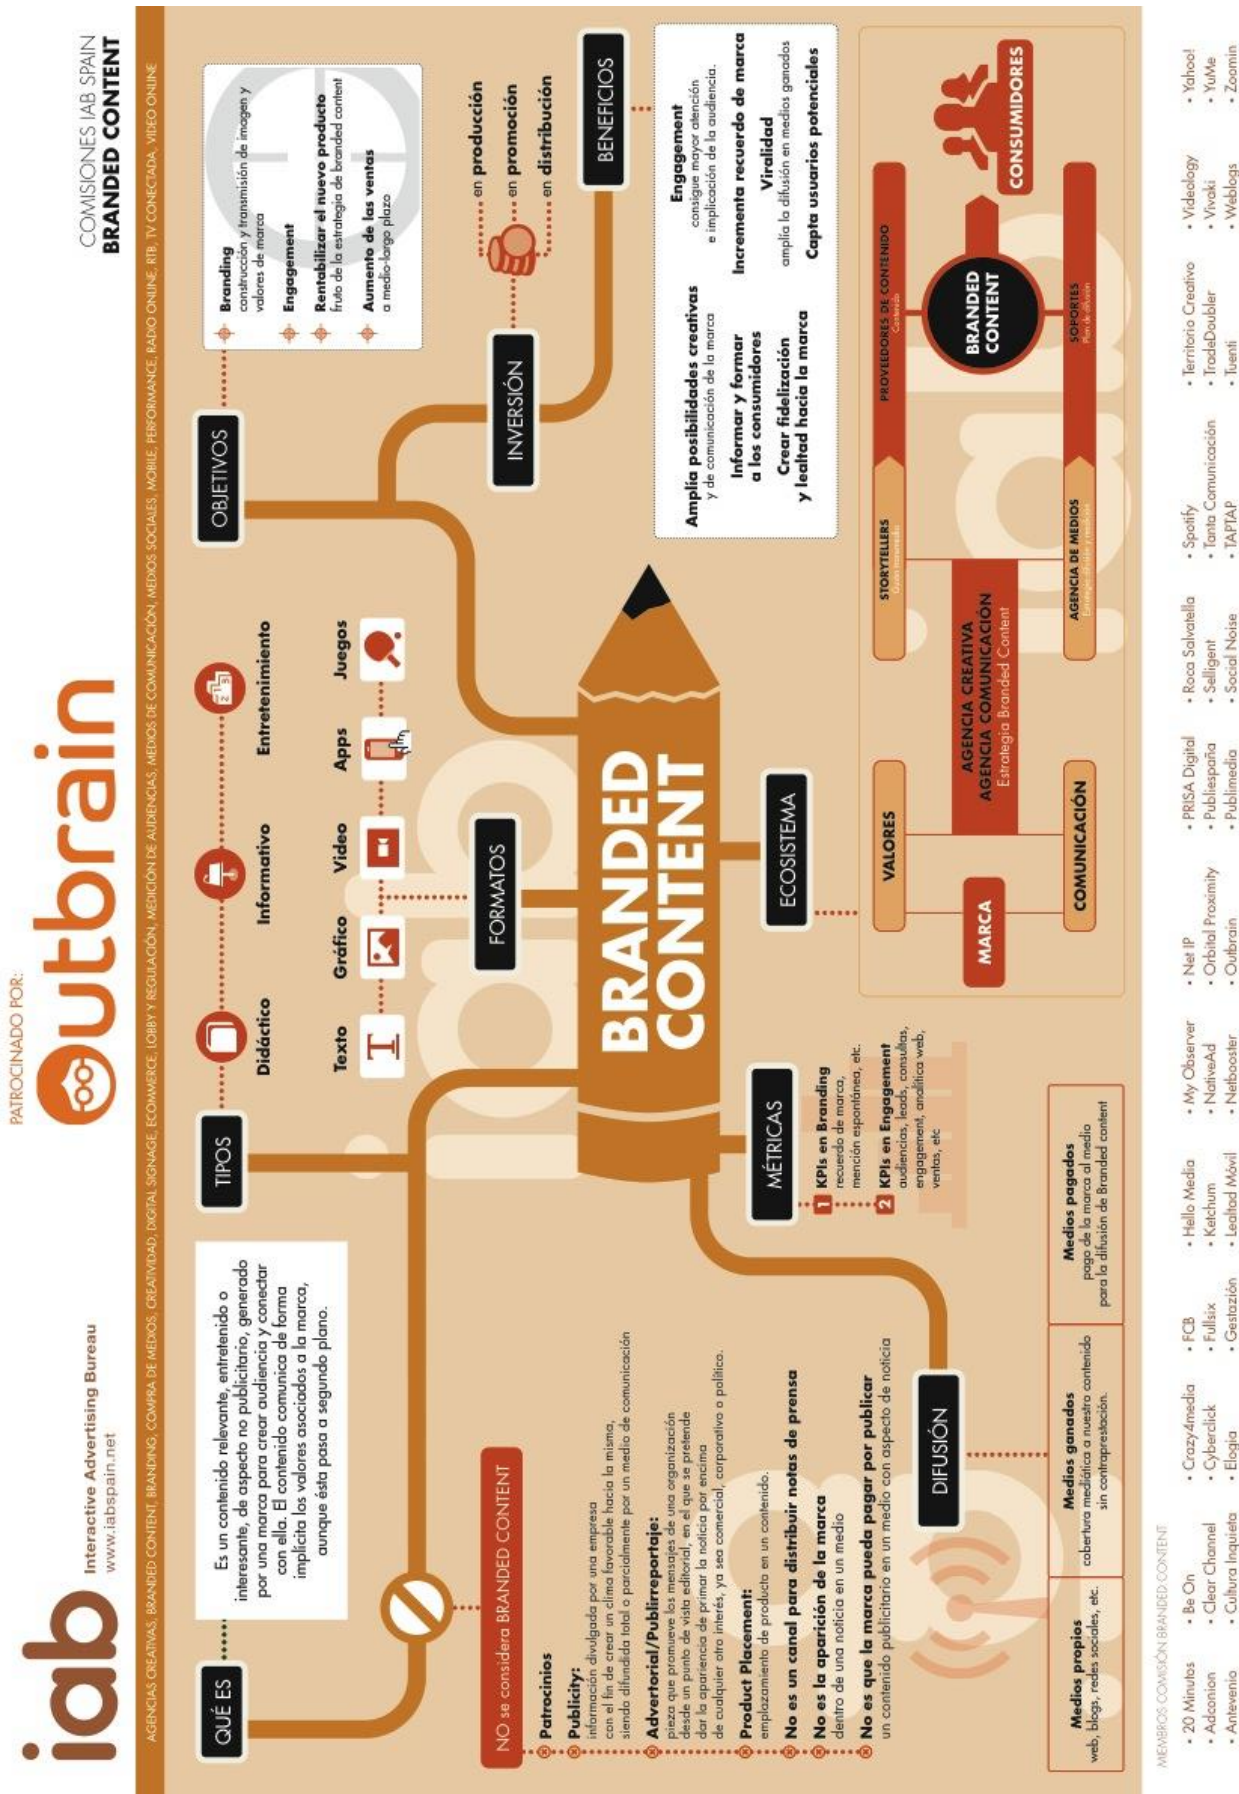 iab
Interactive Advertising Bureau
www.iabspain.net
PATROCINADO POR:
Outbrain
COMISIONES IAB SPAIN
BRANDED CONTENT
AGENCIAS CREATIVAS, BRANDED CONTENT, BRANDING, COMPRA DE MEDIOS, CREATIVIDAD, DIGITAL SIGNAGE, ECOMMERCE, LOBBY Y REGULACIÓN, MEDICIÓN DE AUDIENCIAS, MEDIOS DE COMUNICACIÓN, MEDIOS SOCIALES, MOBILE, PERFORMANCE, RADIO ONLINE, RTB, TV CONECTADA, VIDEO ONLINE
QUÉ ES
Es un contenido relevante, entretenido o
interesante, de aspecto no publicitario, generado
por una marca para crear audiencia y conectar
con ella. El contenido comunica de forma
implícita los valores asociados a la marca,
aunque ésta pasa a segundo plano.
NO se considera BRANDED CONTENT
Patrocinios
Publicity:
información divulgada por una empresa
con el fin de crear un clima favorable hacia la misma,
siendo difundida total o parcialmente por un medio de comunicación
Advertorial/Publirreportaje:
pieza que promueve los mensajes de una organización
desde un punto de vista editorial, en el que se pretende
dar la apariencia de primar la noticia por encima
de cualquier otro interés, ya sea comercial, corporativo o político.
Product Placement:
emplazamiento de producto en un contenido.
No es un canal para distribuir notas de prensa
No es la aparición de la marca
dentro de una noticia en un medio
No es que la marca pueda pagar por publicar
un contenido publicitario en un medio con aspecto de noticia
TIPOS
Didáctico
Informativo
Entretenimiento
Texto
Gráfico
Video
Apps
Juegos
FORMATOS
OBJETIVOS
Branding
construcción y transmisión de imagen y
valores de marca
Engagement
Rentabilizar el nuevo producto
fruto de la estrategia de branded content
Aumento de las ventas
a medio-largo plazo
INVERSIÓN
en producción
en promoción
en distribución
BENEFICIOS
Amplía posibilidades creativas
y de comunicación de la marca
Informar y formar
a los consumidores
Crear fidelización
y lealtad hacia la marca
Engagement
consigue mayor atención
e implicación de la audiencia.
Incrementa recuerdo de marca
Viralidad
amplía la difusión en medios ganados
Capta usuarios potenciales
BRANDED
CONTENT
MÉTRICAS
1 KPIs en Branding
recuerdo de marca,
mención espontánea, etc.
2 KPIs en Engagement
audiencias, leads, consultas,
engagement, analítica web,
ventas, etc
DIFUSIÓN
Medios propios
web, blogs, redes sociales, etc.
Medios ganados
cobertura mediática a nuestro contenido
sin contraprestación.
Medios pagados
pago de la marca al medio
para la difusión de Branded content
ECOSISTEMA
MARCA
VALORES
COMUNICACIÓN
AGENCIA CREATIVA
AGENCIA COMUNICACIÓN
Estrategia Branded Content
STORYTELLERS
AGENCIA DE MEDIOS
PROVEEDORES DE CONTENIDO
Contenido
SOPORTES
Plan de difusión
BRANDED
CONTENT
CONSUMIDORES
MIEMBROS COMISIÓN BRANDED CONTENT
• 20 Minutos
• Adconion
• Antevenio
• Be On
• Clear Channel
• Cultura Inquieta
• Crazy4media
• Cyberclick
• Elogia
• FCB
• Fullsix
• Gestazión
• Hello Media
• Ketchum
• Lealtad Móvil
• My Observer
• NativeAd
• Netbooster
• Net IP
• Orbital Proximity
• Outbrain
• PRISA Digital
• Publiespaña
• Publimedia
• Roca Salvatella
• Selligent
• Social Noise
• Spotify
• Tanta Comunicación
• TAPTAP
• Territorio Creativo
• TradeDoubler
• Tuenti
• Videology
• Vivaki
• Weblogs
• Yahoo!
• YuMe
• Zoomin